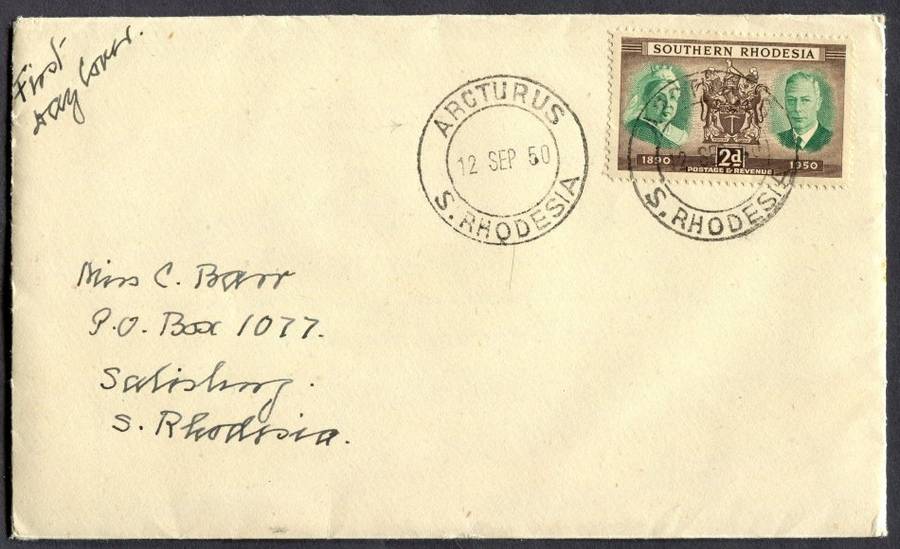 First
Day Cover.
ARCTURUS
12 SEP 50
S. RHODESIA
SOUTHERN RHODESIA
1890 2d 1950
POSTAGE & REVENUE
S. RHODESIA
Miss C. Barr
P.O. Box 1077.
Salisbury.
S. Rhodesia.